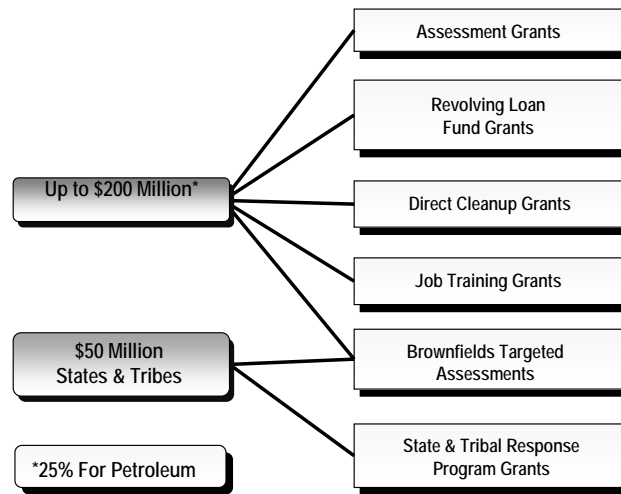 Assessment Grants
Revolving Loan
Fund Grants
Up to $200 Million*
Direct Cleanup Grants
Job Training Grants
$50 Million
States & Tribes
Brownfields Targeted
Assessments
*25% For Petroleum
State & Tribal Response
Program Grants